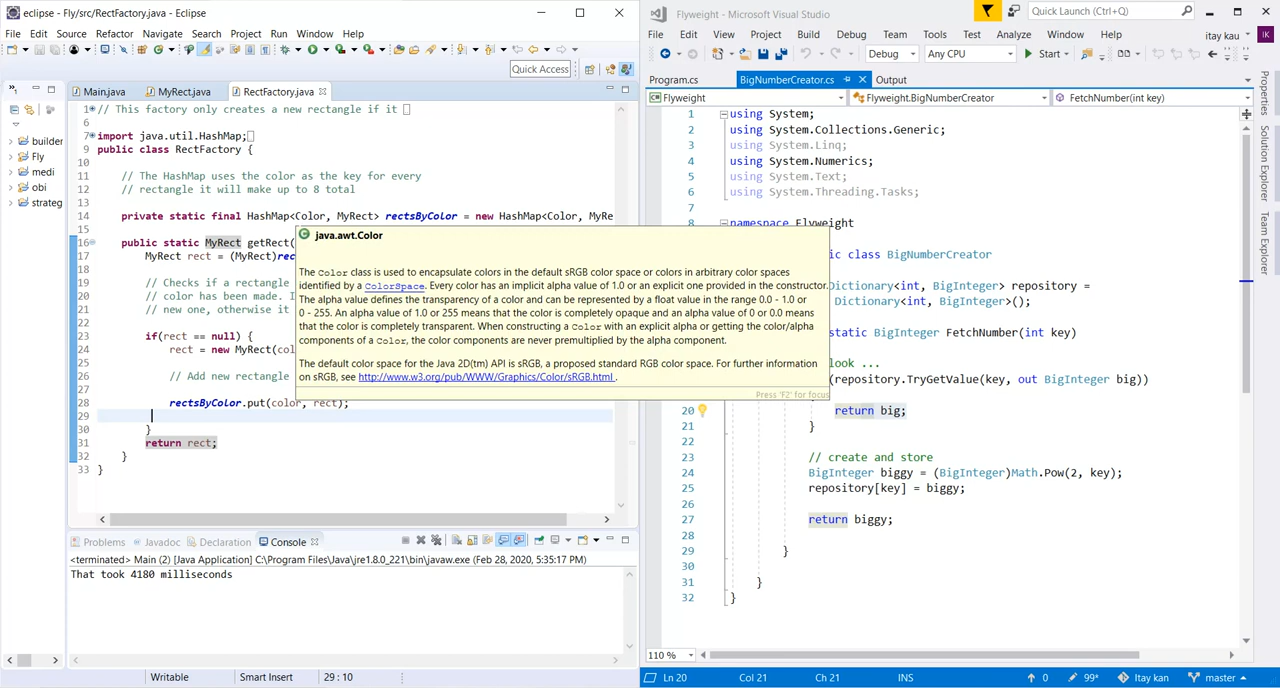 eclipse - Fly/src/RectFactory.java - Eclipse
File Edit Source Refactor Navigate Search Project Run Window Help
Quick Access
Main.java MyRect.java RectFactory.java
builder
Fly
medi
obi
strateg
1 // This factory only creates a new rectangle if it
6
7 import java.util.HashMap;
9 public class RectFactory {
10
11 // The HashMap uses the color as the key for every
12 // rectangle it will make up to 8 total
13
14 private static final HashMap<Color, MyRect> rectsByColor = new HashMap<Color, MyRe
15
16 public static MyRect getRect(
17 MyRect rect = (MyRect)rec
18
19 // Checks if a rectangle
20 // color has been made. I
21 // new one, otherwise it
22
23 if(rect == null) {
24 rect = new MyRect(co
25
26 // Add new rectangle
27
28 rectsByColor.put(color, rect);
29
30 }
31 return rect;
32 }
33 }
java.awt.Color
The Color class is used to encapsulate colors in the default sRGB color space or colors in arbitrary color spaces
identified by a ColorSpace. Every color has an implicit alpha value of 1.0 or an explicit one provided in the constructor.
The alpha value defines the transparency of a color and can be represented by a float value in the range 0.0 - 1.0 or
0 - 255. An alpha value of 1.0 or 255 means that the color is completely opaque and an alpha value of 0 or 0.0 means
that the color is completely transparent. When constructing a Color with an explicit alpha or getting the color/alpha
components of a Color, the color components are never premultiplied by the alpha component.
The default color space for the Java 2D(tm) API is sRGB, a proposed standard RGB color space. For further information
on sRGB, see http://www.w3.org/pub/WWW/Graphics/Color/sRGB.html .
Press 'F2' for focus
Problems Javadoc Declaration Console
<terminated> Main (2) [Java Application] C:\Program Files\Java\jre1.8.0_221\bin\javaw.exe (Feb 28, 2020, 5:35:17 PM)
That took 4180 milliseconds
Writable Smart Insert 29 : 10
Flyweight - Microsoft Visual Studio
Quick Launch (Ctrl+Q)
File Edit View Project Build Debug Team Tools Test Analyze Window Help itay kau IK
Debug Any CPU Start
Program.cs BigNumberCreator.cs Output
Flyweight Flyweight.BigNumberCreator FetchNumber(int key)
1 using System;
2 using System.Collections.Generic;
3 using System.Linq;
4 using System.Numerics;
5 using System.Text;
6 using System.Threading.Tasks;
7
8 namespace Flyweight
ic class BigNumberCreator
Dictionary<int, BigInteger> repository =
Dictionary<int, BigInteger>();
static BigInteger FetchNumber(int key)
look ...
(repository.TryGetValue(key, out BigInteger big))
20 return big;
21 }
22
23 // create and store
24 BigInteger biggy = (BigInteger)Math.Pow(2, key);
25 repository[key] = biggy;
26
27 return biggy;
28
29 }
30
31 }
32 }
Properties
Solution Explorer
Team Explorer
110 %
Ln 20 Col 21 Ch 21 INS 0 99* Itay kan master